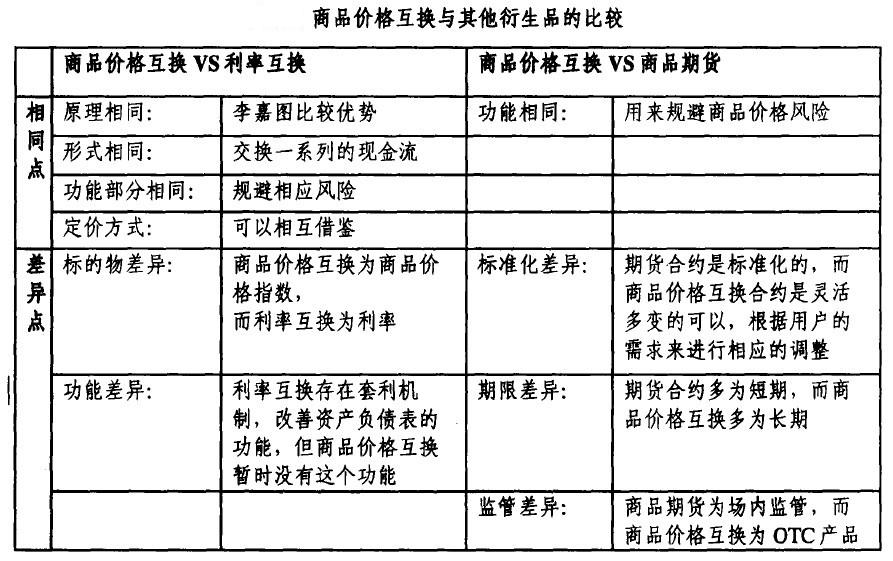 商品价格互换与其他衍生品的比较
商品价格互换 VS 利率互换
商品价格互换 VS 商品期货
相同点
原理相同：
李嘉图比较优势
功能相同：
用来规避商品价格风险
形式相同：
交换一系列的现金流
功能部分相同：
规避相应风险
定价方式：
可以相互借鉴
差异点
标的物差异：
商品价格互换为商品价
格指数，
而利率互换为利率
标准化差异：
期货合约是标准化的，而
商品价格互换合约是灵活
多变的可以，根据用户的
需求来进行相应的调整
功能差异：
利率互换存在套利机
制，改善资产负债表的
功能，但商品价格互换
暂时没有这个功能
期限差异：
期货合约多为短期，而商
品价格互换多为长期
监管差异：
商品期货为场内监管，而
商品价格互换为 OTC 产品